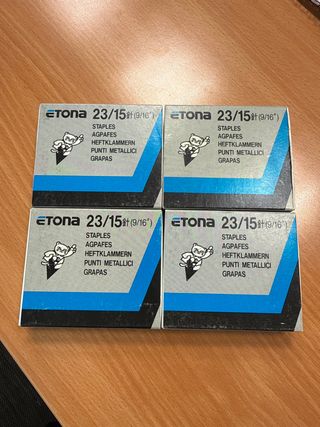 ETONA 23/15針(9/16")
STAPLES
AGPAFES
HEFTKLAMMERN
PUNTI METALLICI
GRAPAS
ETONA 23/15針(9/16")
STAPLES
AGPAFES
HEFTKLAMMERN
PUNTI METALLICI
GRAPAS
ETONA 23/15針(9/16")
STAPLES
AGPAFES
HEFTKLAMMERN
PUNTI METALLICI
GRAPAS
ETONA 23/15針(9/16")
STAPLES
AGPAFES
HEFTKLAMMERN
PUNTI METALLICI
GRAPAS